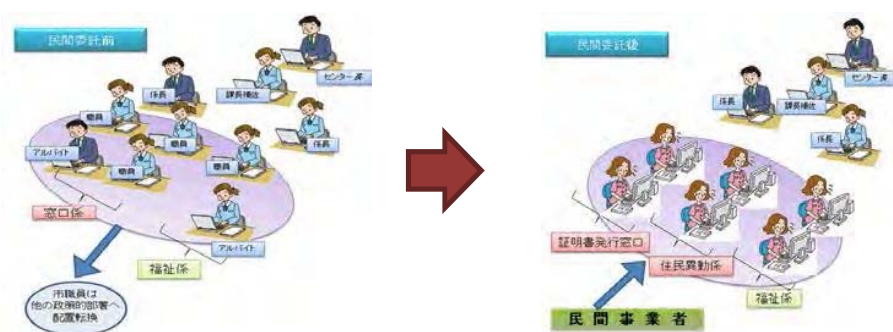 民間委託前
センター長
係長
課長補佐
職員
職員
係長
アルバイト
職員
職員
窓口係
アルバイト
福祉係
市職員は
他の政策的部署へ
配置転換
民間委託後
センター長
係長
課長補佐
係長
証明書発行窓口
住民異動係
福祉係
民間事業者